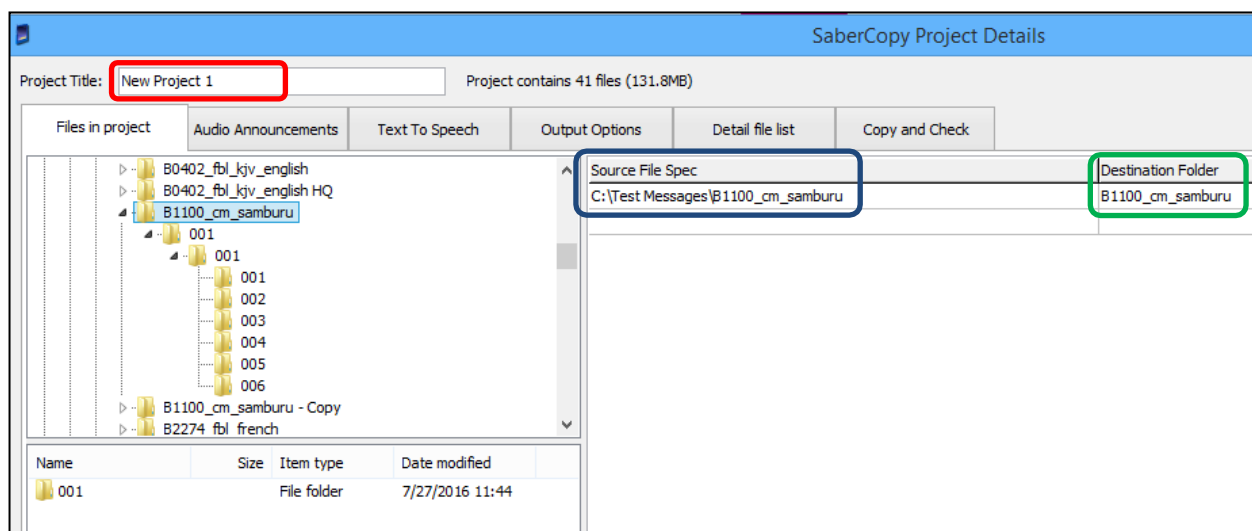 SaberCopy Project Details
Project Title: New Project 1 Project contains 41 files (131.8MB)
Files in project Audio Announcements Text To Speech Output Options Detail file list Copy and Check
B0402_fbl_kjv_english
B0402_fbl_kjv_english HQ
B1100_cm_samburu
001
001
001
002
003
004
005
006
B1100_cm_samburu - Copy
B2274_fbl_french
Source File Spec Destination Folder
C:\Test Messages\B1100_cm_samburu B1100_cm_samburu
Name Size Item type Date modified
001 File folder 7/27/2016 11:44